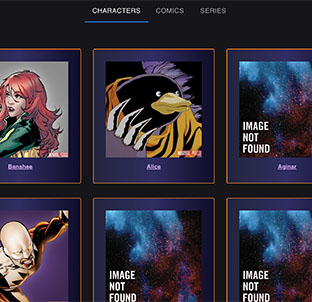 CHARACTERS COMICS SERIES
IMAGE
NOT
FOUND
Banshee Alice Aginar
IMAGE
NOT
FOUND
IMAGE
NOT
FOUND